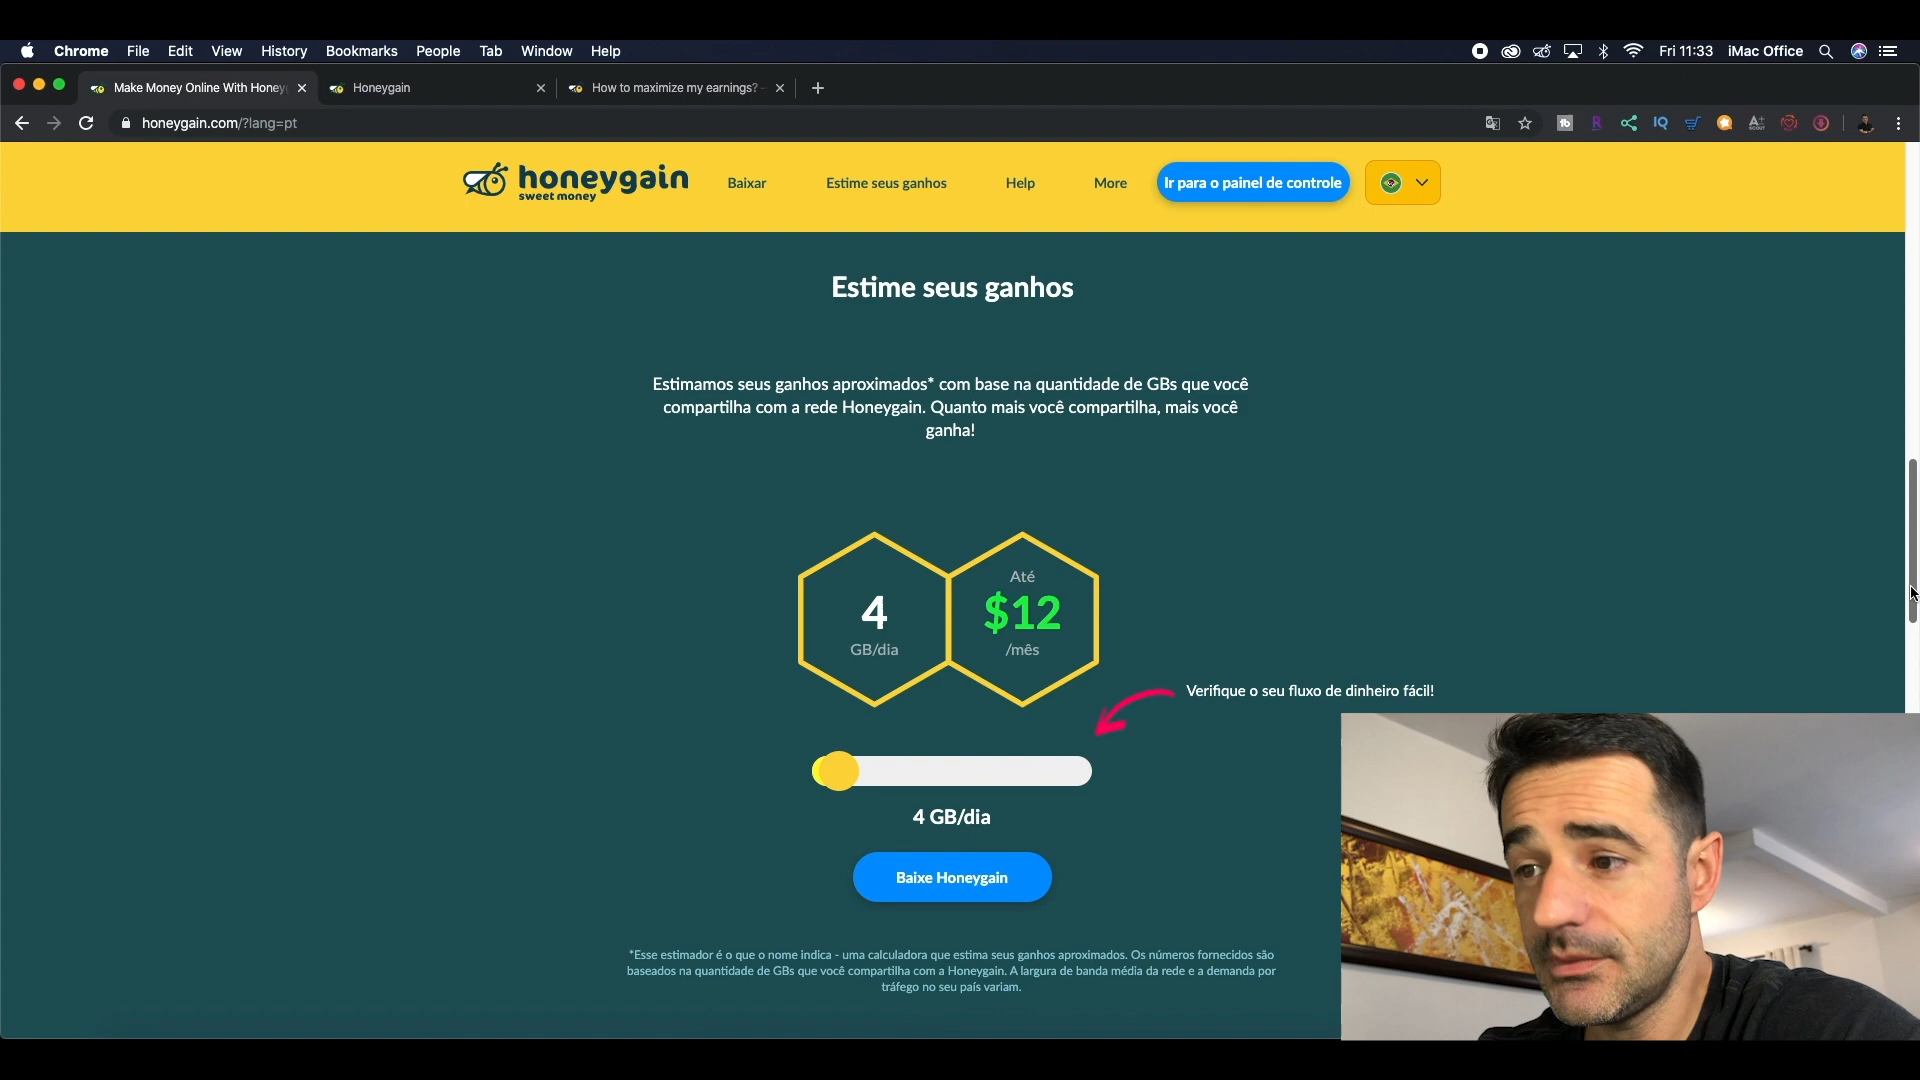 Chrome File Edit View History Bookmarks People Tab Window Help Fri 11:33 iMac Office
Make Money Online With Honey Honeygain How to maximize my earnings? -
honeygain.com/?lang=pt
honeygain
sweet money
Baixar Estime seus ganhos Help More Ir para o painel de controle
Estime seus ganhos
Estimamos seus ganhos aproximados* com base na quantidade de GBs que você
compartilha com a rede Honeygain. Quanto mais você compartilha, mais você
ganha!
4
GB/dia
Até
$12
/mês
Verifique o seu fluxo de dinheiro fácil!
4 GB/dia
Baixe Honeygain
*Esse estimador é o que o nome indica - uma calculadora que estima seus ganhos aproximados. Os números fornecidos são
baseados na quantidade de GBs que você compartilha com a Honeygain. A largura de banda média da rede e a demanda por
tráfego no seu país variam.